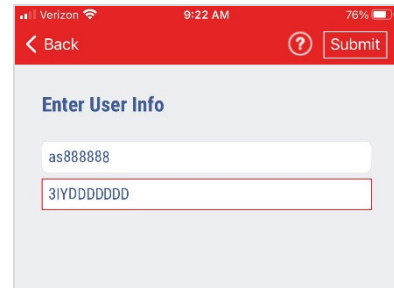 Verizon 9:22 AM 76%
Back ? Submit
Enter User Info
as888888
3IYDDDDDDD